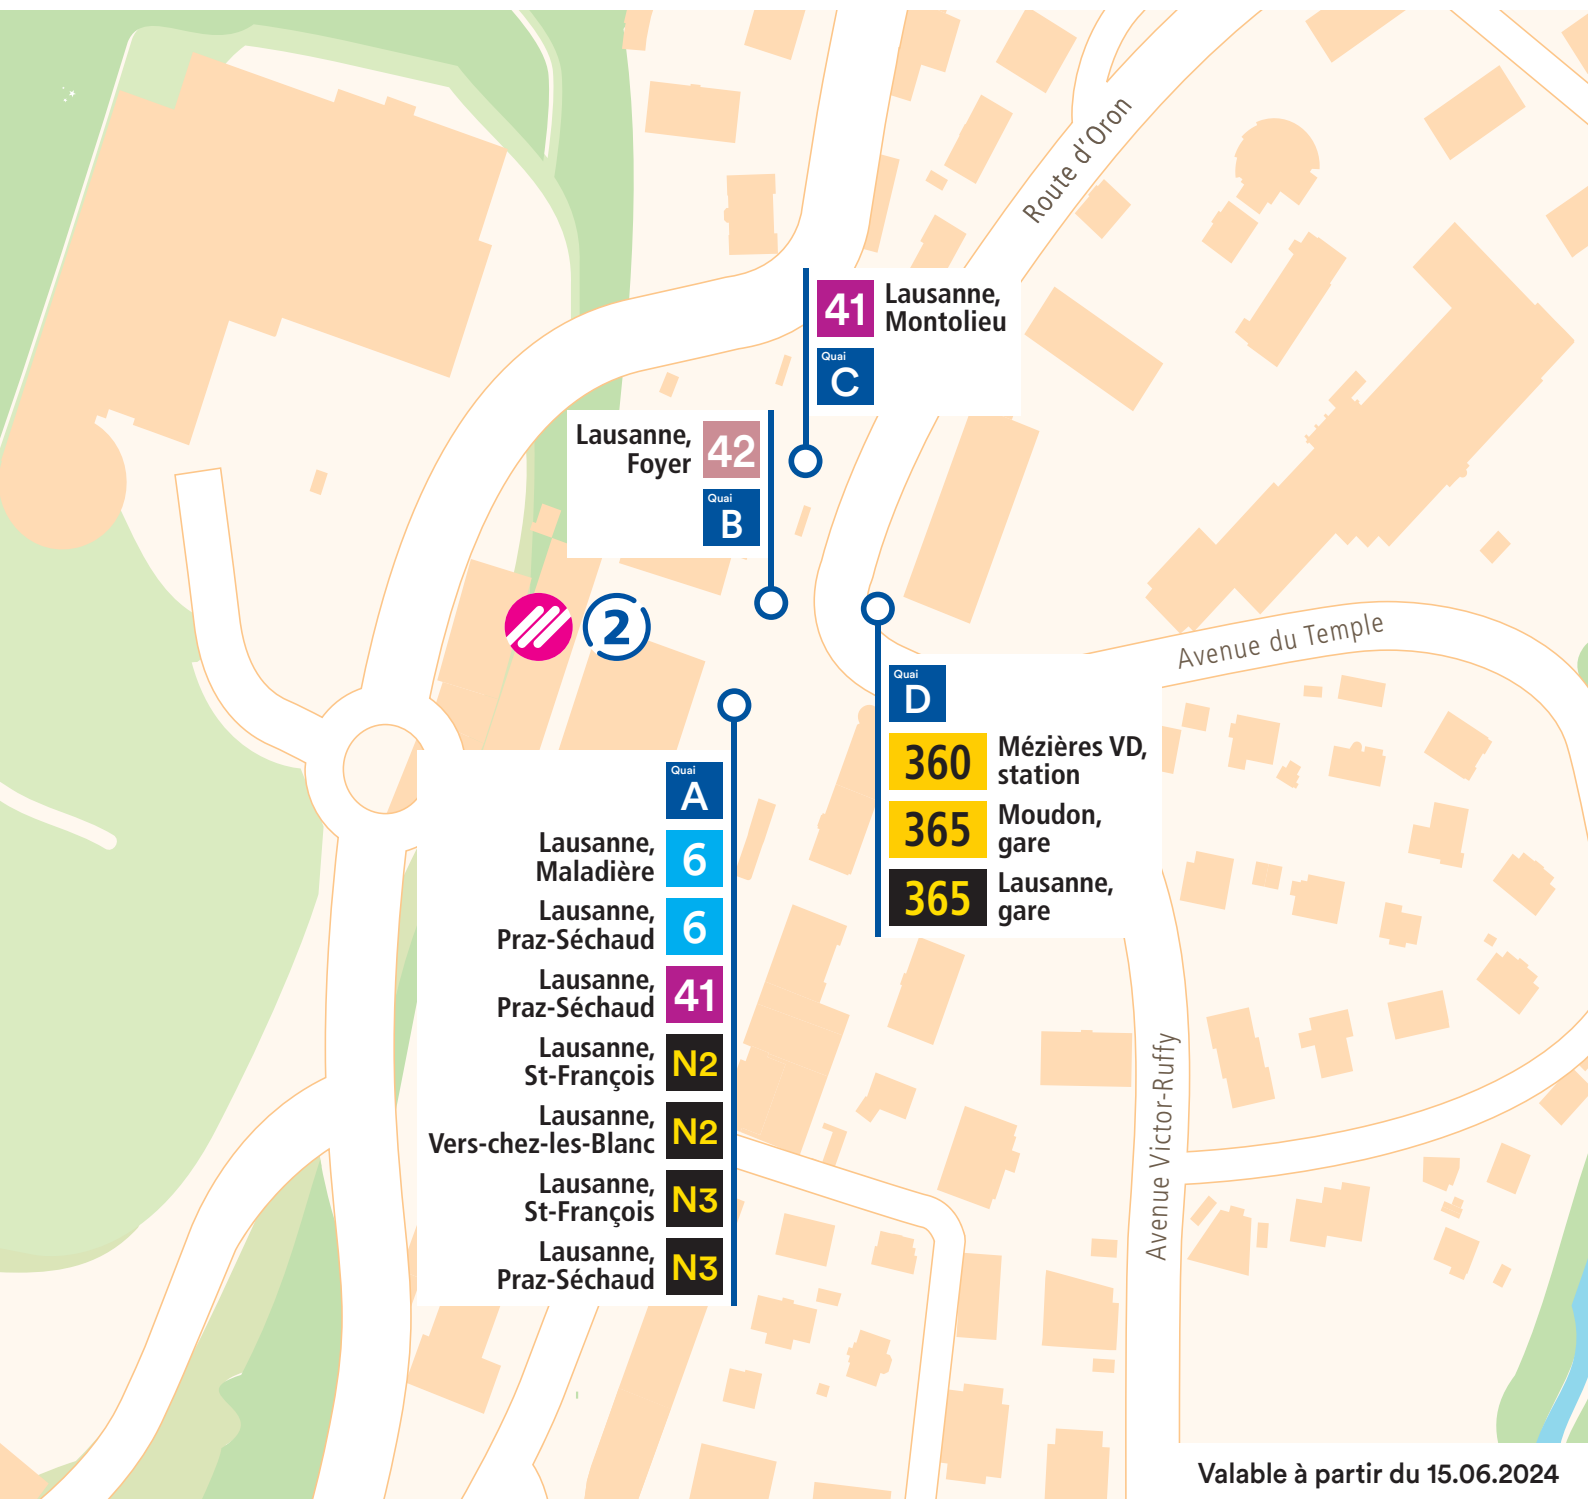 Route d'Oron
41 Lausanne,
Montolieu
Quai
C
Lausanne, 42
Foyer
Quai
B
2
Avenue du Temple
Quai
D
360 Mézières VD,
station
365 Moudon,
gare
365 Lausanne,
gare
Quai
A
Lausanne, 6
Maladière
Lausanne, 6
Praz-Séchaud
Lausanne, 41
Praz-Séchaud
Lausanne, N2
St-François
Lausanne, N2
Vers-chez-les-Blanc
Lausanne, N3
St-François
Lausanne, N3
Praz-Séchaud
Avenue Victor-Ruffy
Valable à partir du 15.06.2024